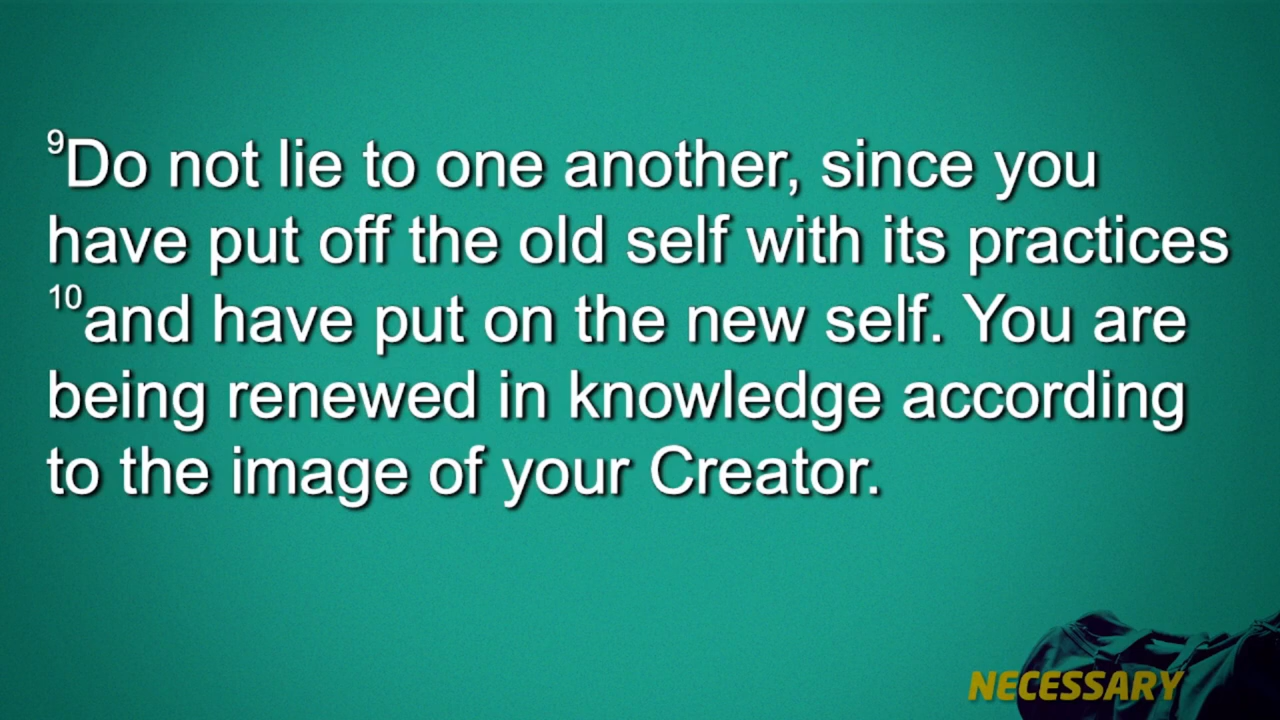 ⁹Do not lie to one another, since you
have put off the old self with its practices
¹⁰and have put on the new self. You are
being renewed in knowledge according
to the image of your Creator.
NECESSARY